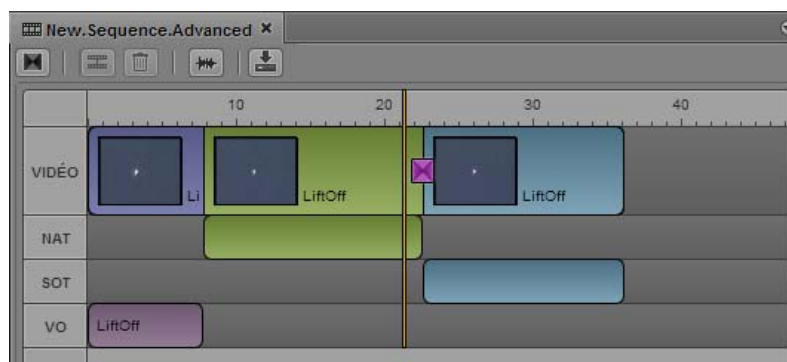 New.Sequence.Advanced
10 20 30 40
VIDÉO
Li
LiftOff
LiftOff
NAT
SOT
VO
LiftOff